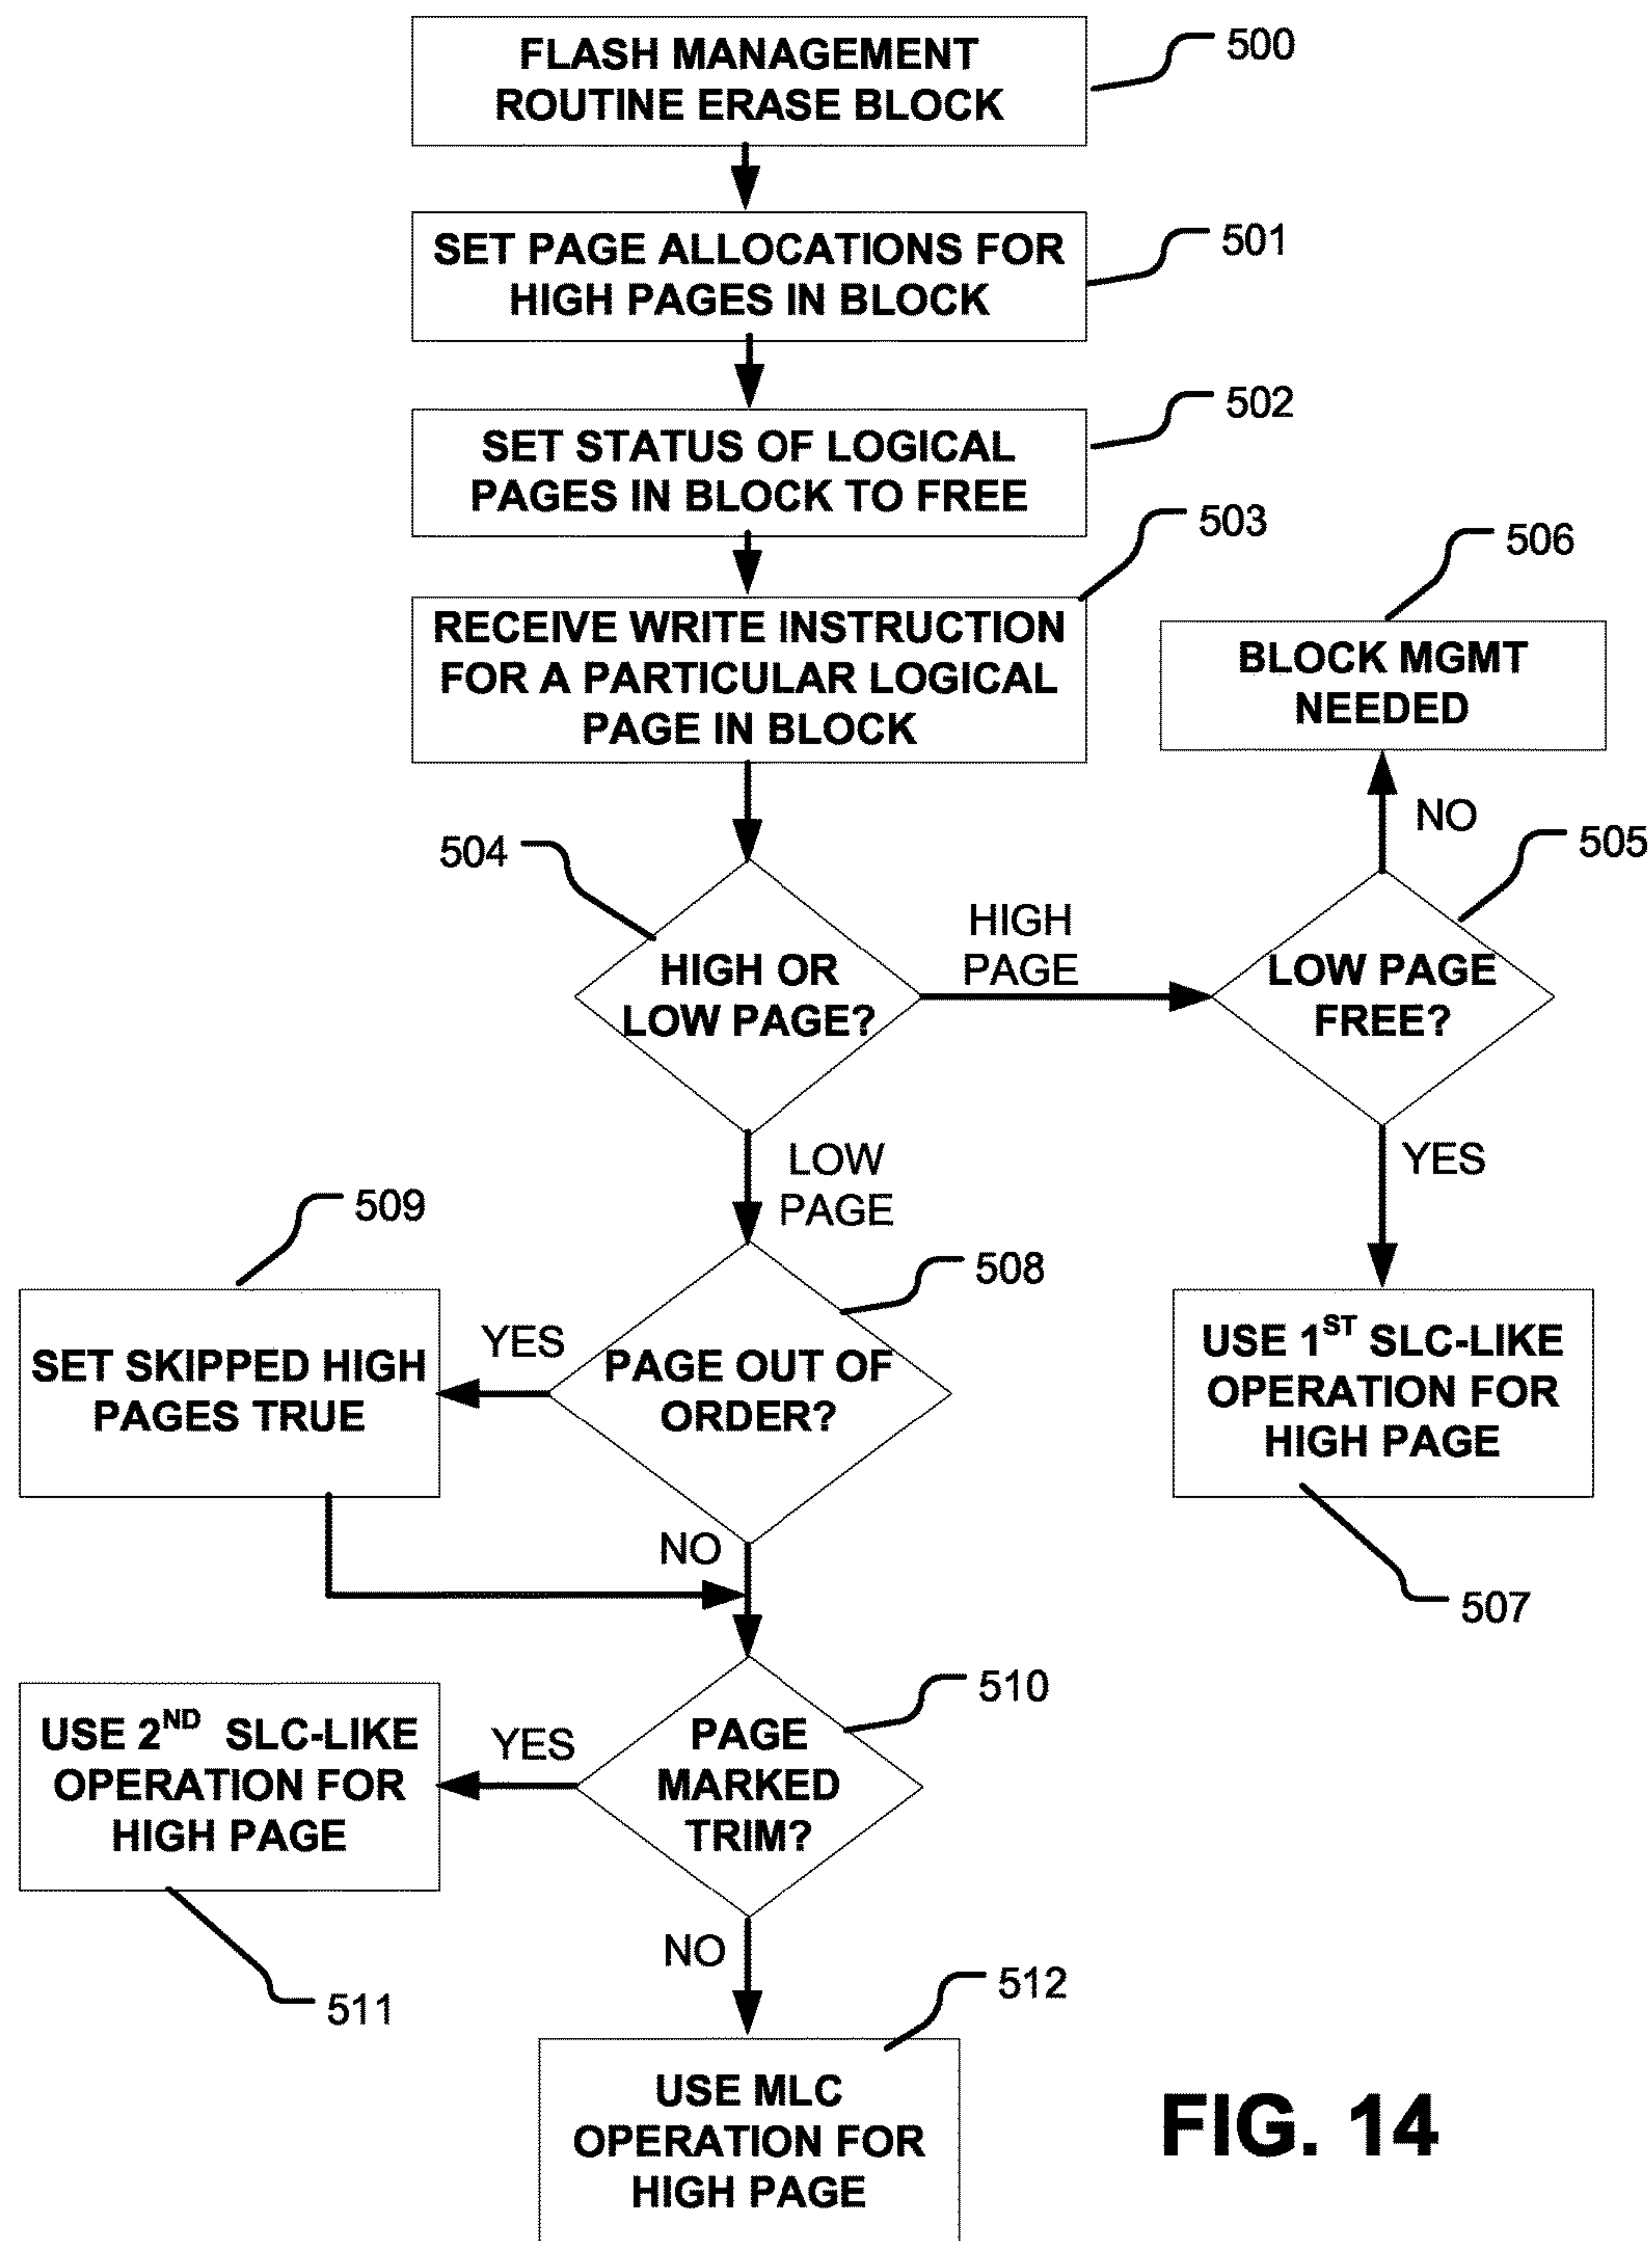 FLASH MANAGEMENT
ROUTINE ERASE BLOCK
500
SET PAGE ALLOCATIONS FOR
HIGH PAGES IN BLOCK
501
SET STATUS OF LOGICAL
PAGES IN BLOCK TO FREE
502
RECEIVE WRITE INSTRUCTION
FOR A PARTICULAR LOGICAL
PAGE IN BLOCK
503
506
BLOCK MGMT
NEEDED
NO
505
504
HIGH OR
LOW PAGE?
HIGH
PAGE
LOW PAGE
FREE?
YES
LOW
PAGE
509
508
SET SKIPPED HIGH
PAGES TRUE
YES
PAGE OUT OF
ORDER?
USE 1ST SLC-LIKE
OPERATION FOR
HIGH PAGE
507
NO
510
USE 2ND SLC-LIKE
OPERATION FOR
HIGH PAGE
YES
PAGE
MARKED
TRIM?
511
NO
512
USE MLC
OPERATION FOR
HIGH PAGE
FIG. 14